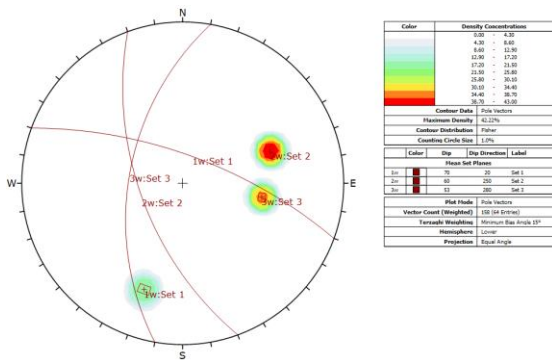 N
W
E
S
1w:Set 1
2w:Set 2
3w:Set 3
2w:Set 2
3w:Set 3
1w:Set 1
Color Density Concentrations
0.00 - 4.30
4.30 - 8.60
8.60 - 12.90
12.90 - 17.20
17.20 - 21.50
21.50 - 25.80
25.80 - 30.10
30.10 - 34.40
34.40 - 38.70
38.70 - 43.00
Contour Data Pole Vectors
Maximum Density 42.22%
Contour Distribution Fisher
Counting Circle Size 1.0%
Color Dip Dip Direction Label
Mean Set Planes
1w 70 20 Set 1
2w 60 250 Set 2
3w 53 280 Set 3
Plot Mode Pole Vectors
Vector Count (Weighted) 158 (64 Entries)
Terzaghi Weighting Minimum Bias Angle 15°
Hemisphere Lower
Projection Equal Angle